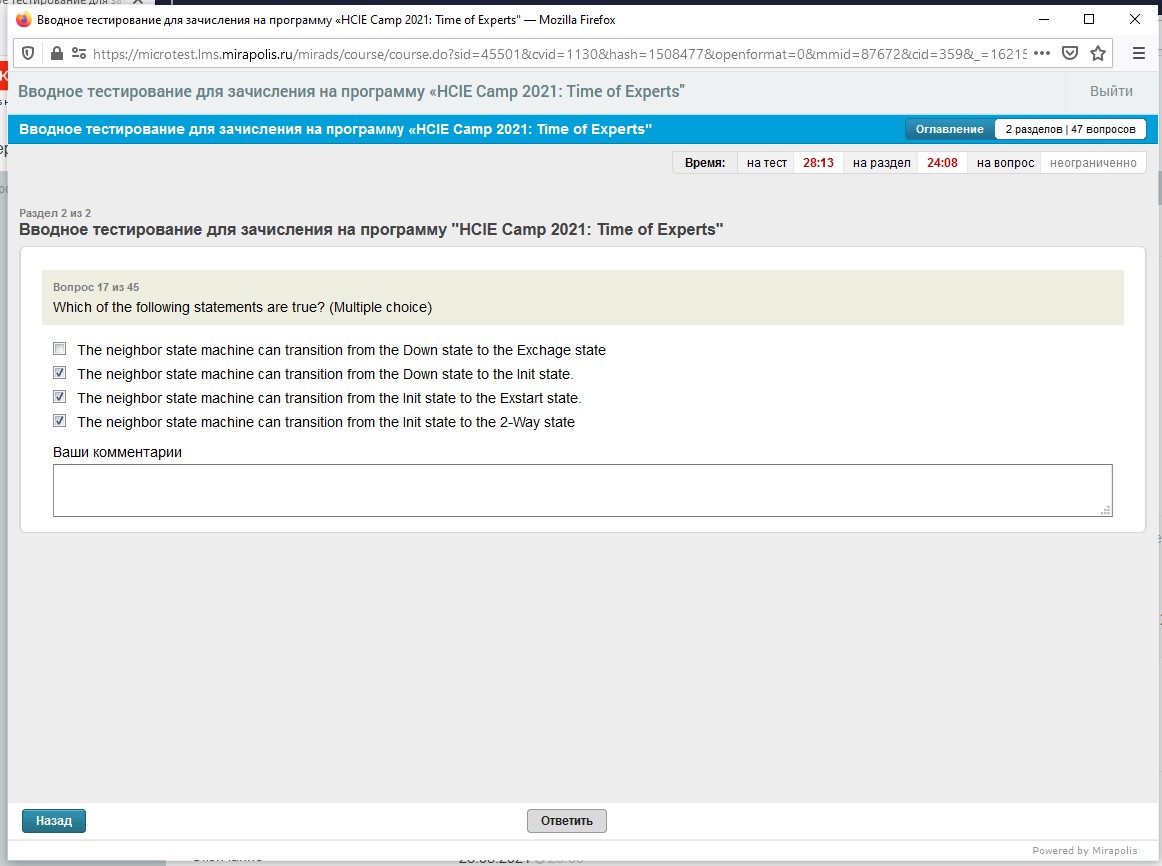 Вводное тестирование для зачисления на программу «HCIE Camp 2021: Time of Experts" — Mozilla Firefox
https://microtest.lms.mirapolis.ru/mirads/course/course.do?sid=45501&cvid=1130&hash=1508477&openformat=0&mmid=87672&cid=359&_=16215
Вводное тестирование для зачисления на программу «HCIE Camp 2021: Time of Experts" Выйти
Вводное тестирование для зачисления на программу «HCIE Camp 2021: Time of Experts" Оглавление 2 разделов | 47 вопросов
Время: на тест 28:13 на раздел 24:08 на вопрос неограниченно
Раздел 2 из 2
Вводное тестирование для зачисления на программу "HCIE Camp 2021: Time of Experts"
Вопрос 17 из 45
Which of the following statements are true? (Multiple choice)
The neighbor state machine can transition from the Down state to the Exchage state
The neighbor state machine can transition from the Down state to the Init state.
The neighbor state machine can transition from the Init state to the Exstart state.
The neighbor state machine can transition from the Init state to the 2-Way state
Ваши комментарии
Назад Ответить
Powered by Mirapolis